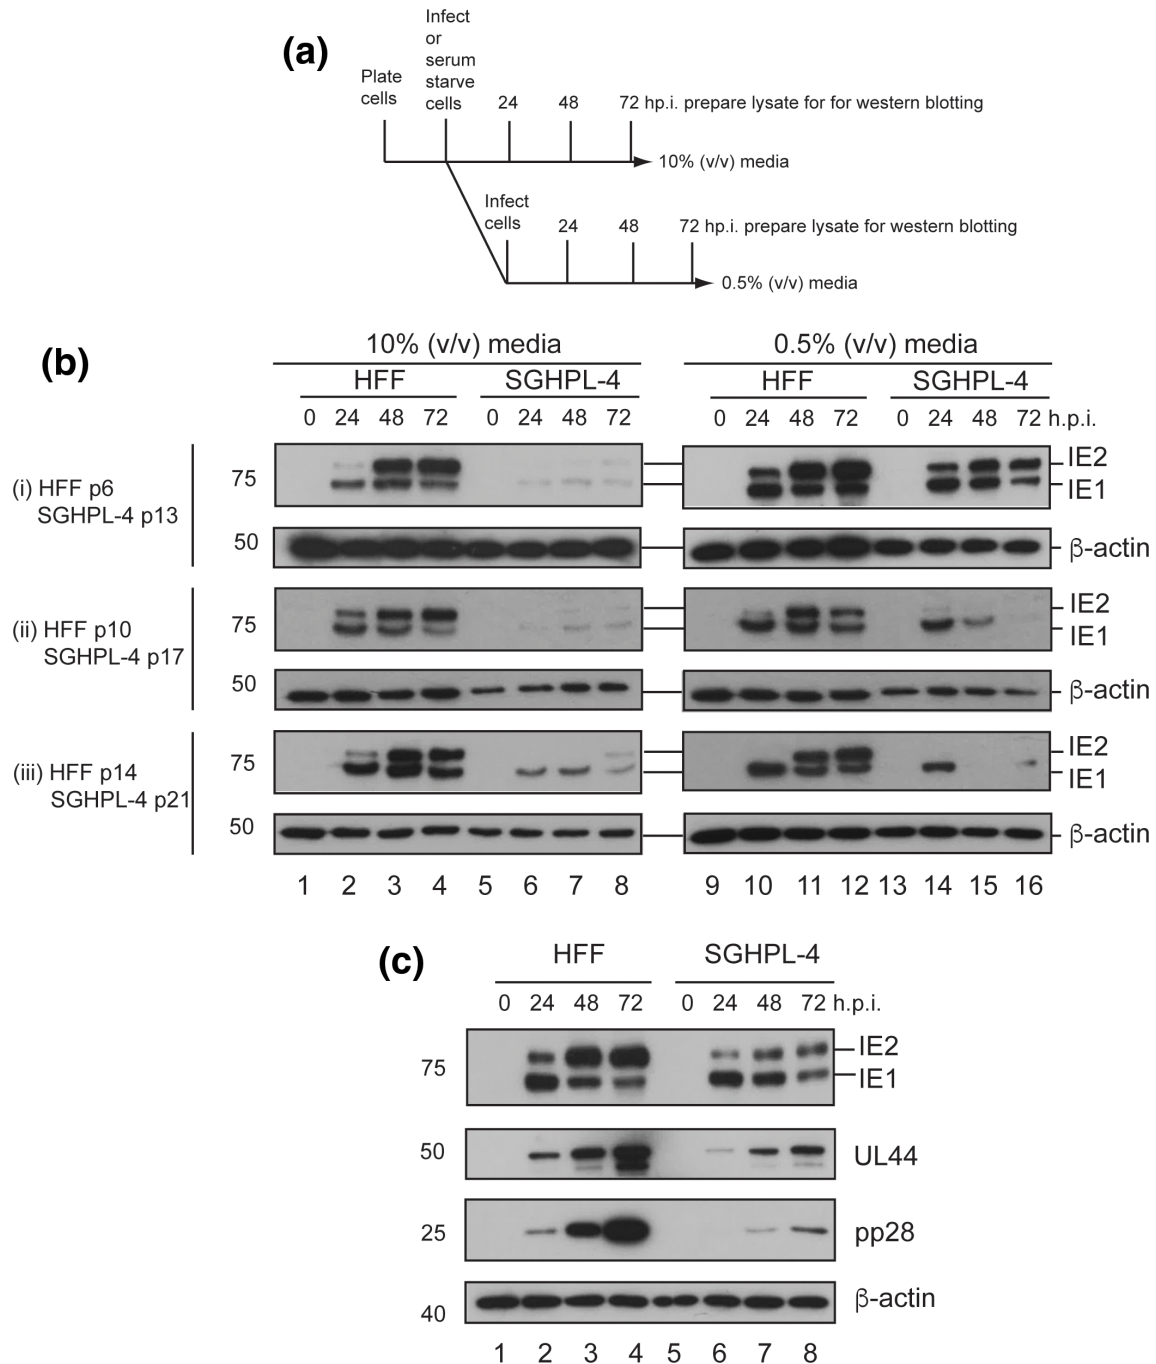 (a)
Infect
or
serum
starve
cells
Plate
cells
24 48 72 hp.i. prepare lysate for for western blotting
10% (v/v) media
Infect
cells
24 48 72 hp.i. prepare lysate for western blotting
0.5% (v/v) media
(b)
10% (v/v) media 0.5% (v/v) media
HFF SGHPL-4 HFF SGHPL-4
0 24 48 72 0 24 48 72 0 24 48 72 0 24 48 72 h.p.i.
(i) HFF p6
SGHPL-4 p13
75 IE2
IE1
50 β-actin
(ii) HFF p10
SGHPL-4 p17
75 IE2
IE1
50 β-actin
(iii) HFF p14
SGHPL-4 p21
75 IE2
IE1
50 β-actin
1 2 3 4 5 6 7 8 9 10 11 12 13 14 15 16
(c)
HFF SGHPL-4
0 24 48 72 0 24 48 72 h.p.i.
75 IE2
IE1
50 UL44
25 pp28
40 β-actin
1 2 3 4 5 6 7 8